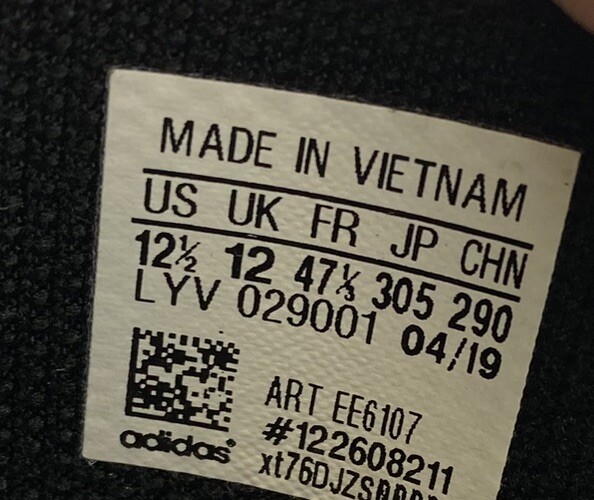 MADE IN VIETNAM
US UK FR JP CHN
12½ 12 47⅓ 305 290
LYV 029001 04/19
ART EE6107
#122608211
adidas